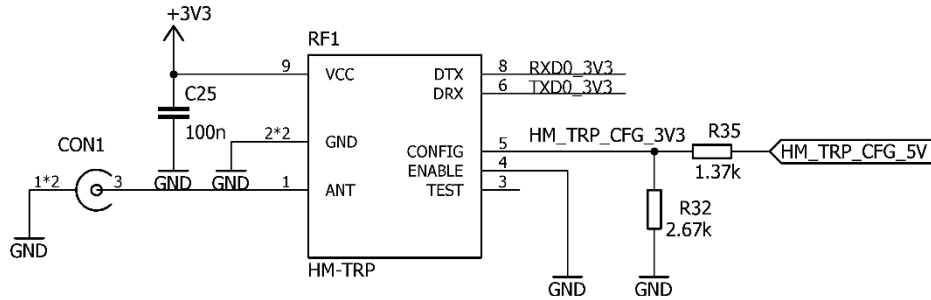 +3V3
RF1
9 VCC DTX 8 RXD0_3V3
DRX 6 TXD0_3V3
C25
100n
2*2 GND
HM_TRP_CFG_3V3 R35
CONFIG 5 HM_TRP_CFG_5V
1.37k
CON1
ENABLE 4
GND GND
1*2 3 1 ANT TEST 3
R32
2.67k
GND
HM-TRP
GND GND